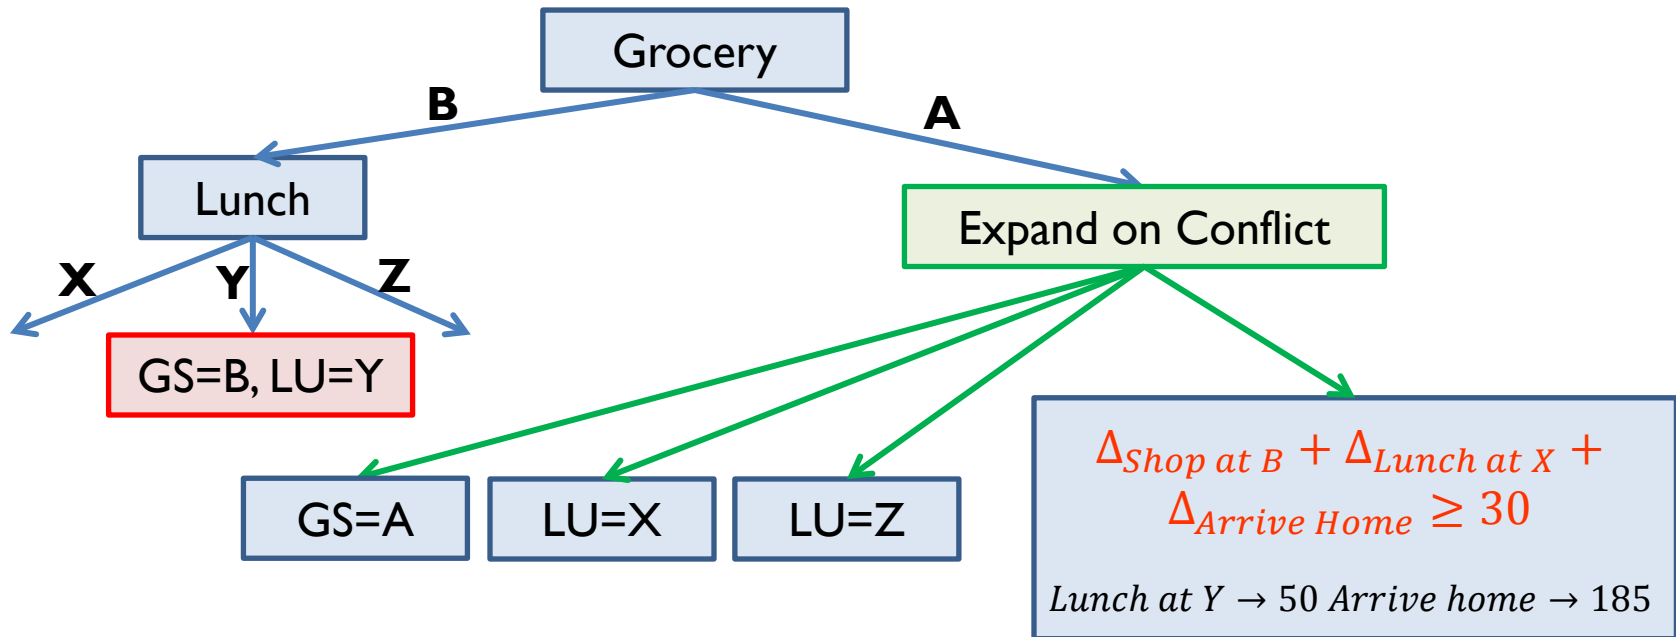 Grocery
B
A
Lunch
Expand on Conflict
X
Y
Z
GS=B, LU=Y
GS=A
LU=X
LU=Z
Δ_Shop at B + Δ_Lunch at X +
Δ_Arrive Home ≥ 30
Lunch at Y → 50 Arrive home → 185